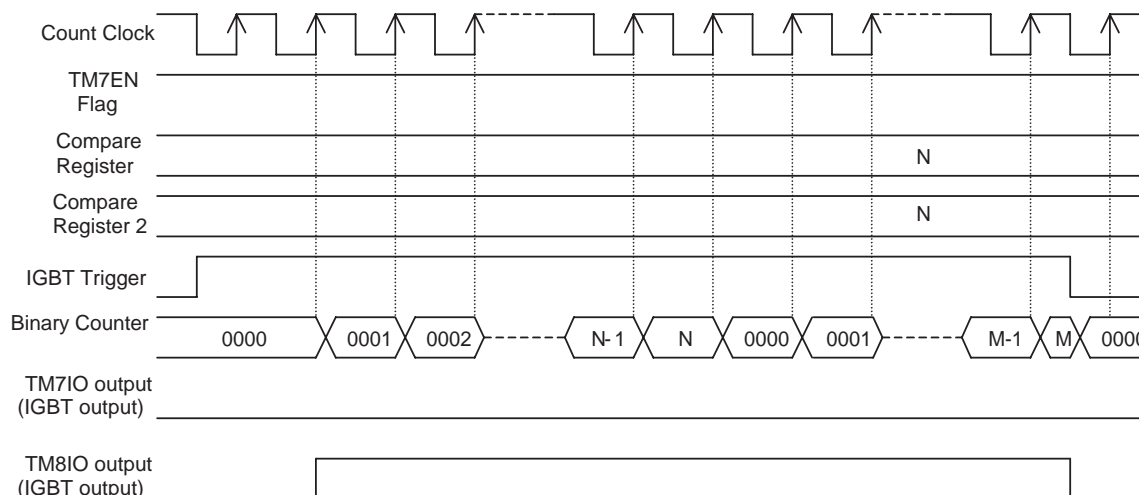 Count Clock
TM7EN
Flag
Compare
Register
N
Compare
Register 2
N
IGBT Trigger
Binary Counter
0000 0001 0002 N-1 N 0000 0001 M-1 M 0000
TM7IO output
(IGBT output)
TM8IO output
(IGBT output)